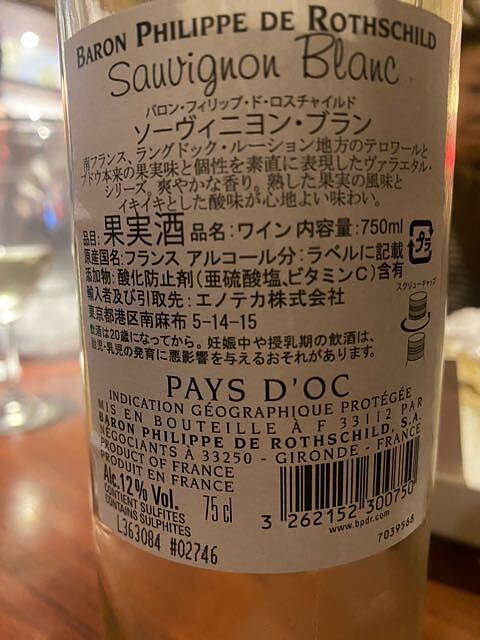 BARON PHILIPPE DE ROTHSCHILD
Sauvignon Blanc
バロン・フィリップ・ド・ロスチャイルド
ソーヴィニヨン・ブラン
南フランス、ラングドック・ルーション地方のテロワールと
ブドウ本来の果実味と個性を素直に表現したヴァラエタル・
シリーズ。爽やかな香り。熟した果実の風味と
イキイキとした酸味が心地よい味わい。
品目:果実酒 品名:ワイン 内容量:750ml
プラ
原産国名:フランス アルコール分:ラベルに記載
添加物:酸化防止剤(亜硫酸塩、ビタミンC)含有
スクリューキャップ
輸入者及び引取先:エノテカ株式会社
東京都港区南麻布 5-14-15
飲酒は20歳になってから。妊娠中や授乳期の飲酒は、
胎児・乳児の発育に悪影響を与えるおそれがあります。
PAYS D'OC
INDICATION GÉOGRAPHIQUE PROTÉGÉE
MIS EN BOUTEILLE À F 33112 PAR
BARON PHILIPPE DE ROTHSCHILD, S.A.
NÉGOCIANTS À 33250 - GIRONDE - FRANCE
PRODUCT OF FRANCE
PRODUIT EN FRANCE
Alc.12% Vol.
75 cl
CONTIENT SULFITES
CONTAINS SULPHITES
L363084 #02746
3 262152 300750
www.bpdr.com
7039568